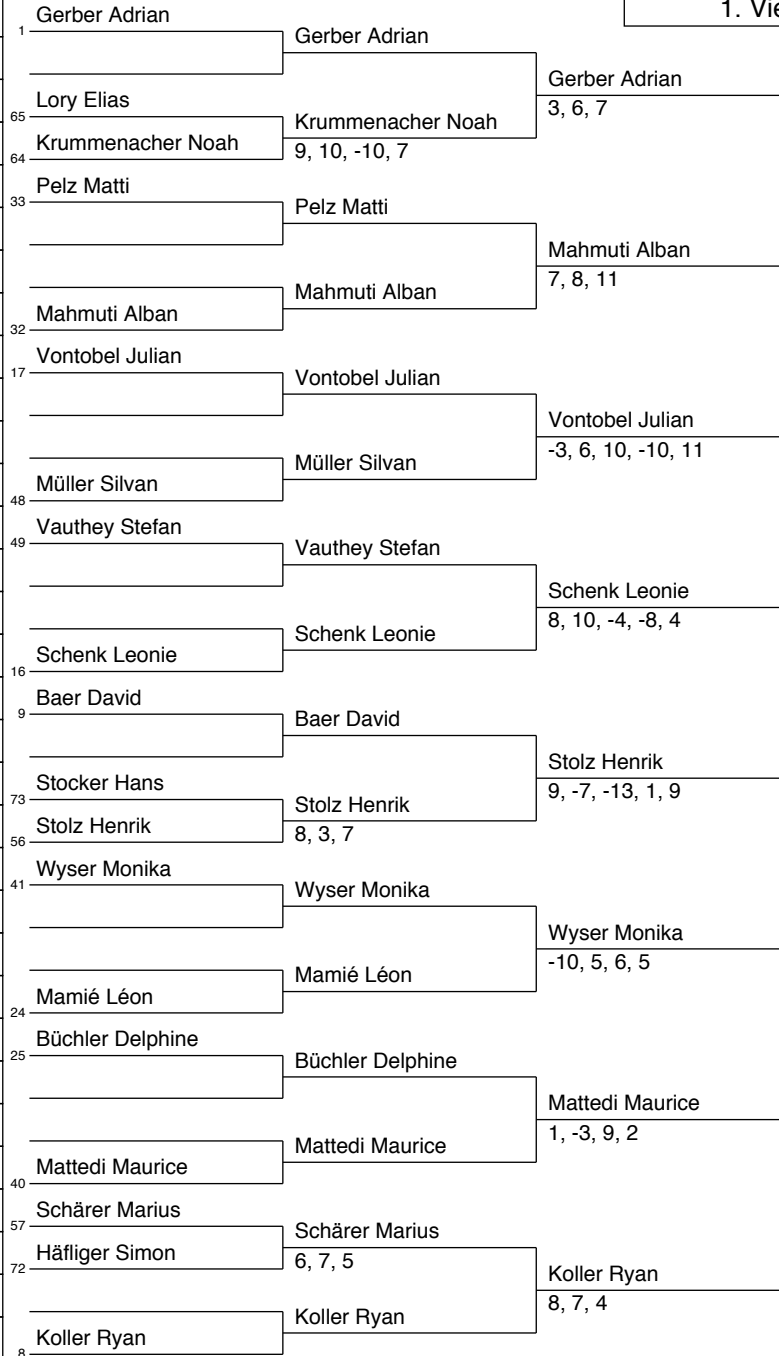 1. Vie
1 Gerber Adrian
Gerber Adrian
Gerber Adrian
3, 6, 7
65 Lory Elias
Krummenacher Noah
9, 10, -10, 7
64 Krummenacher Noah
33 Pelz Matti
Pelz Matti
Mahmuti Alban
7, 8, 11
Mahmuti Alban
32 Mahmuti Alban
17 Vontobel Julian
Vontobel Julian
Vontobel Julian
-3, 6, 10, -10, 11
Müller Silvan
48 Müller Silvan
49 Vauthey Stefan
Vauthey Stefan
Schenk Leonie
8, 10, -4, -8, 4
Schenk Leonie
16 Schenk Leonie
9 Baer David
Baer David
Stolz Henrik
9, -7, -13, 1, 9
73 Stocker Hans
Stolz Henrik
8, 3, 7
56 Stolz Henrik
41 Wyser Monika
Wyser Monika
Wyser Monika
-10, 5, 6, 5
Mamié Léon
24 Mamié Léon
25 Büchler Delphine
Büchler Delphine
Mattedi Maurice
1, -3, 9, 2
Mattedi Maurice
40 Mattedi Maurice
57 Schärer Marius
Schärer Marius
6, 7, 5
72 Häfliger Simon
Koller Ryan
8, 7, 4
Koller Ryan
8 Koller Ryan